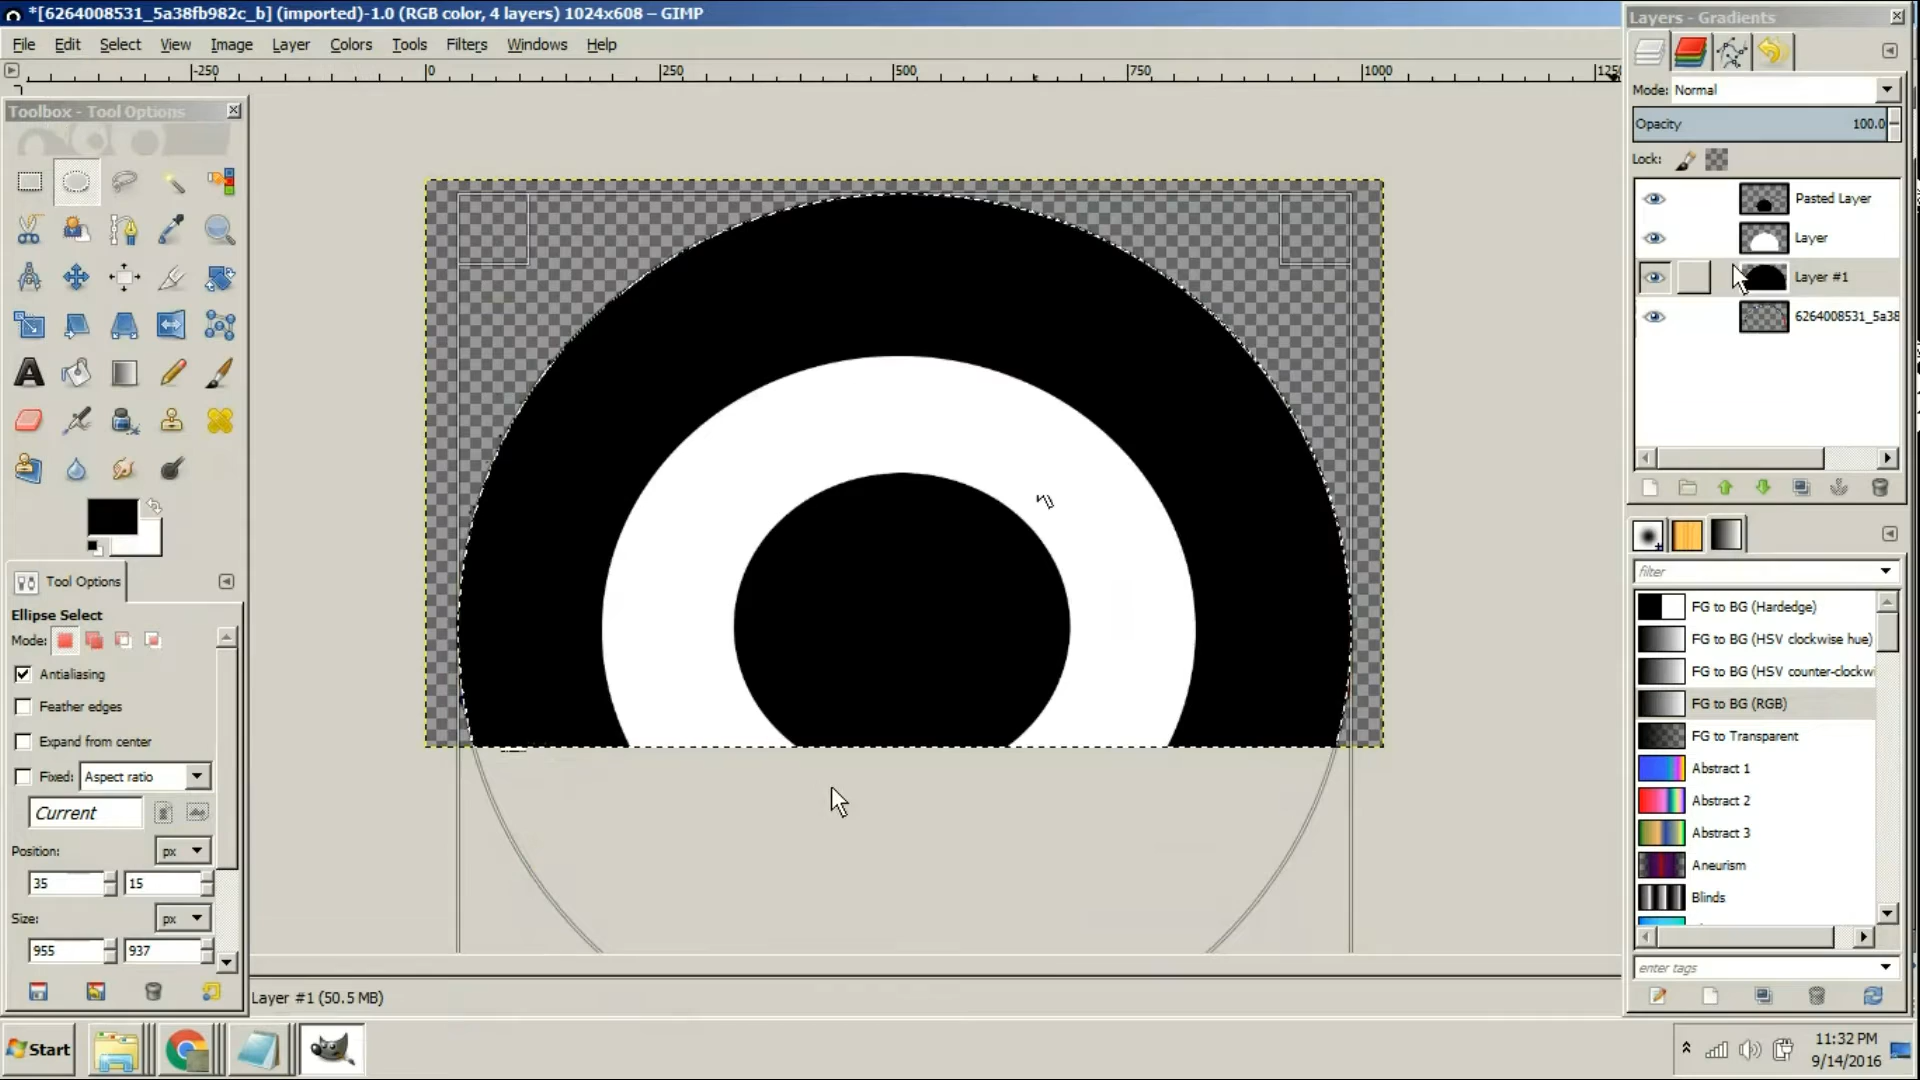 *[6264008531_5a38fb982c_b] (imported)-1.0 (RGB color, 4 layers) 1024x608 – GIMP
File Edit Select View Image Layer Colors Tools Filters Windows Help
-250 0 250 500 750 1000
Toolbox - Tool Options
Tool Options
Ellipse Select
Mode:
Antialiasing
Feather edges
Expand from center
Fixed: Aspect ratio
Current
Position: px
35 15
Size: px
955 937
Layer #1 (50.5 MB)
Layers - Gradients
Mode: Normal
Opacity 100.0
Lock:
Pasted Layer
Layer
Layer #1
6264008531_5a38
filter
FG to BG (Hardedge)
FG to BG (HSV clockwise hue)
FG to BG (HSV counter-clockwi
FG to BG (RGB)
FG to Transparent
Abstract 1
Abstract 2
Abstract 3
Aneurism
Blinds
enter tags
Start
11:32 PM
9/14/2016